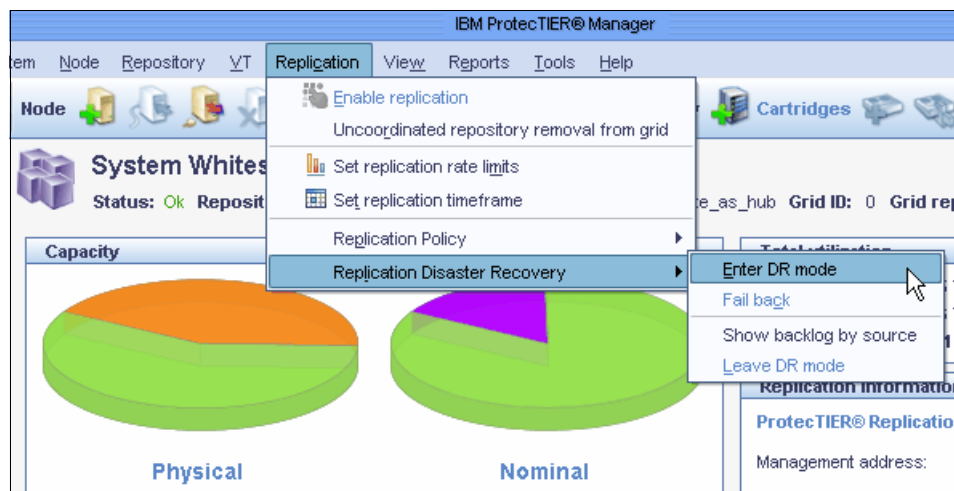 IBM ProtecTIER® Manager
Node Repository VT Replication View Reports Tools Help
Node Cartridges
Enable replication
Uncoordinated repository removal from grid
Set replication rate limits
Set replication timeframe
Replication Policy
Replication Disaster Recovery
Enter DR mode
Fail back
Show backlog by source
Leave DR mode
System Whites
Status: Ok Reposit e_as_hub Grid ID: 0 Grid rep
Capacity
Total utilization
Replication Informatio
ProtecTIER® Replicatio
Management address:
Physical
Nominal